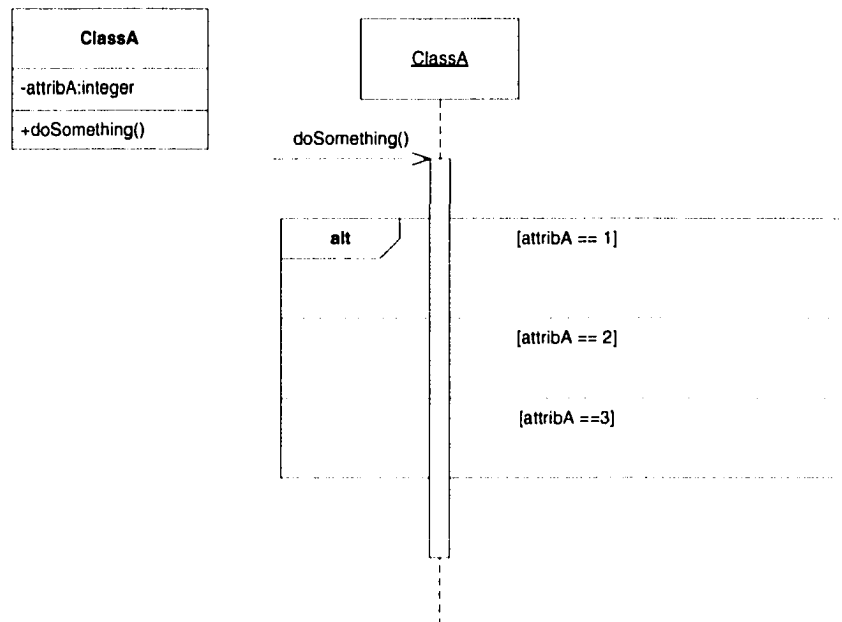 ClassA
-attribA:integer
+doSomething()
ClassA
doSomething()
alt
[attribA == 1]
[attribA == 2]
[attribA ==3]